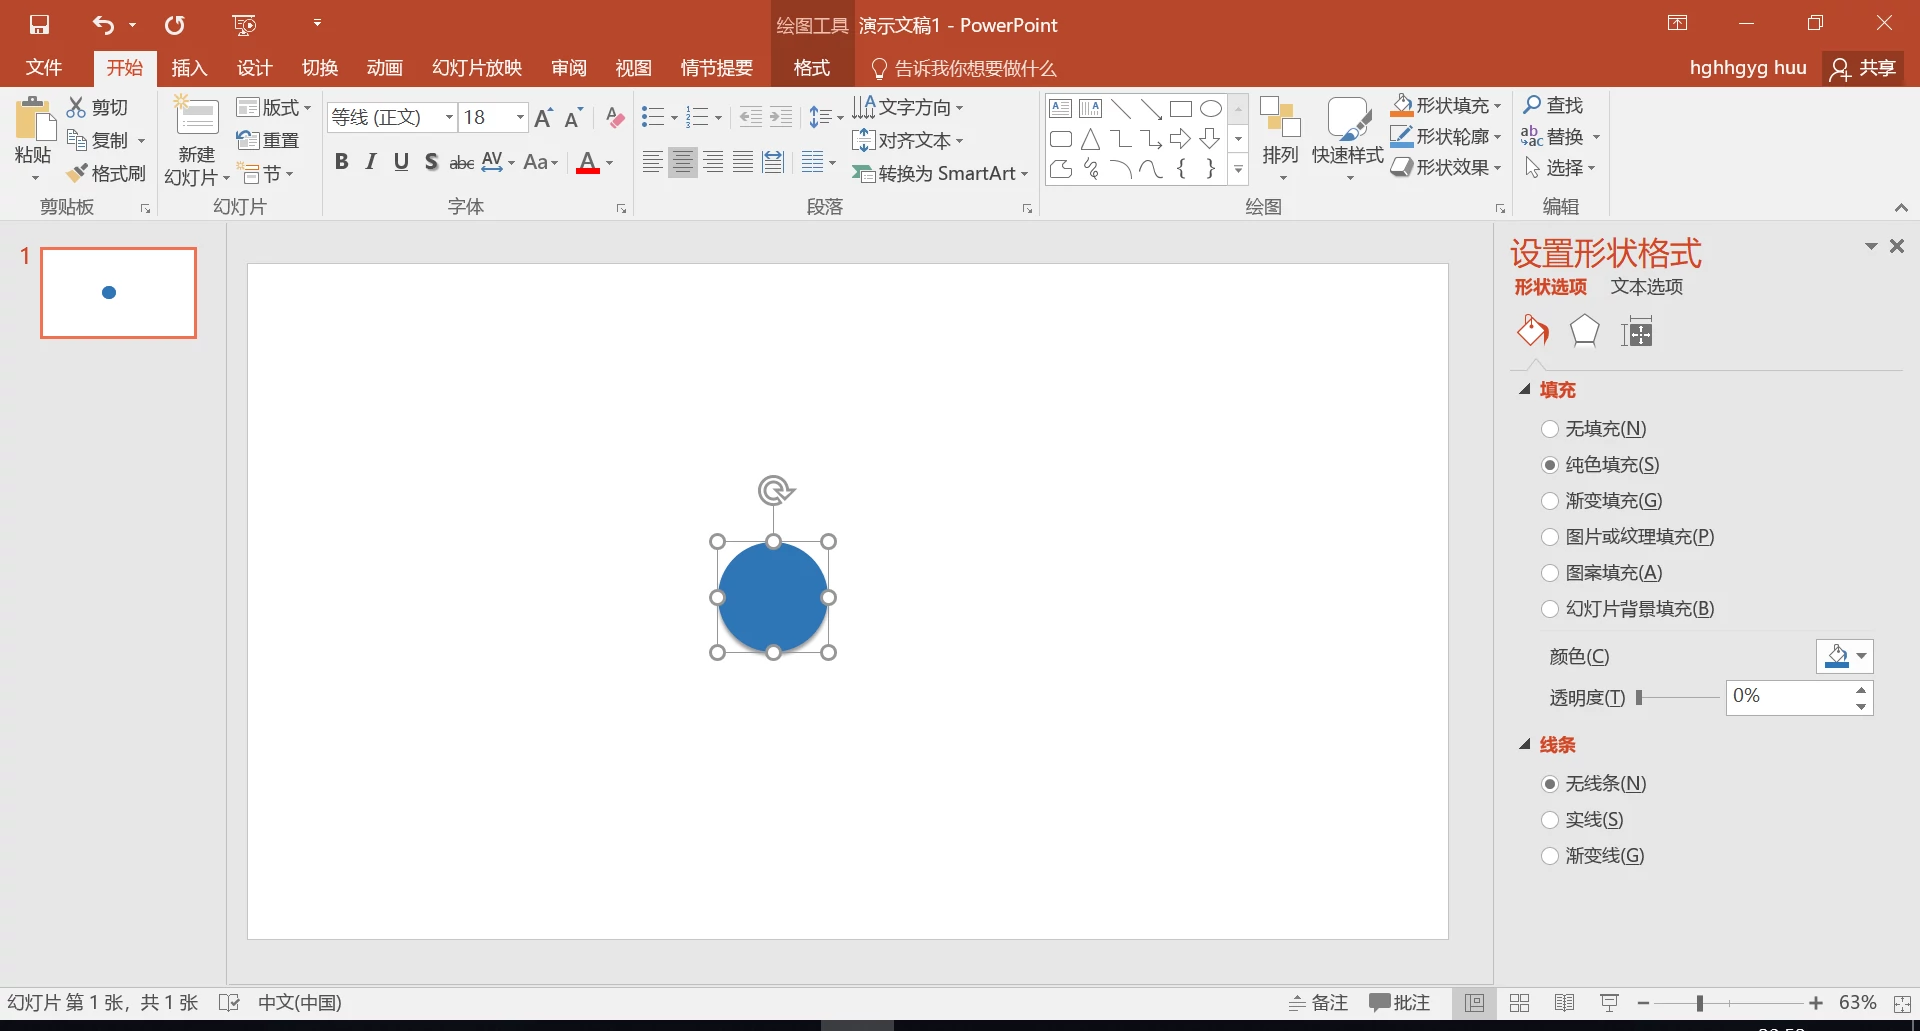 绘图工具 演示文稿1 - PowerPoint
文件 开始 插入 设计 切换 动画 幻灯片放映 审阅 视图 情节提要 格式 告诉我你想要做什么 hghhgyg huu 共享
粘贴 剪切 复制 格式刷
剪贴板
新建
幻灯片 版式 重置 节
幻灯片
等线 (正文) 18
B I U S abc AV Aa A
字体
文字方向
对齐文本
转换为 SmartArt
段落
排列 快速样式 形状填充
形状轮廓
形状效果
绘图
查找
替换
选择
编辑
1
设置形状格式
形状选项 文本选项
填充
无填充(N)
纯色填充(S)
渐变填充(G)
图片或纹理填充(P)
图案填充(A)
幻灯片背景填充(B)
颜色(C)
透明度(T) 0%
线条
无线条(N)
实线(S)
渐变线(G)
幻灯片 第 1 张，共 1 张 中文(中国) 备注 批注 63%